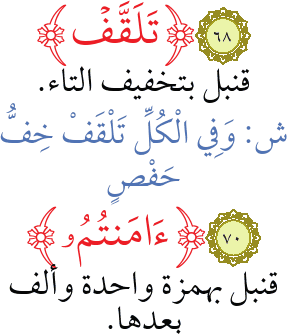 ٦٨ ﴿ تَلَقَّفۡ ﴾
قنبل بتخفيف التاء.
ش: وَفِي الْكُلِّ تَلْقَفْ خِفُّ
حَفْصٍ
٧٠ ﴿ ءَامَنتُمُو ﴾
قنبل بهمزة واحدة وألف
بعدها.